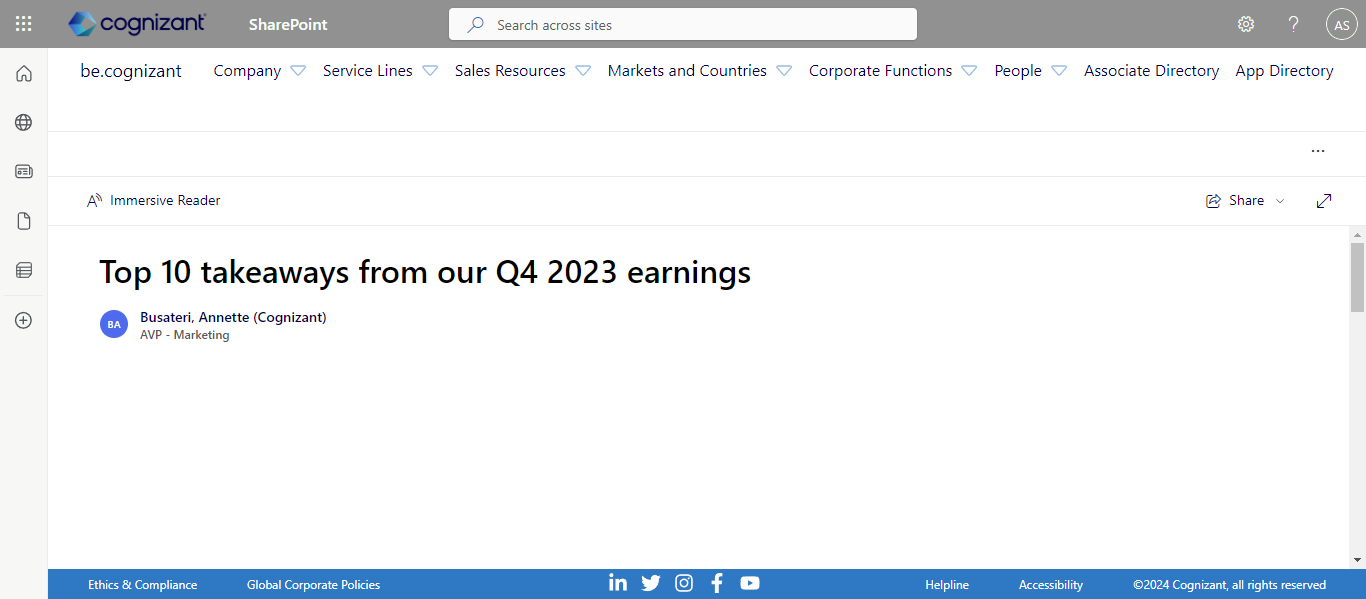 cognizant
SharePoint
Search across sites
?
AS
be.cognizant
Company
Service Lines
Sales Resources
Markets and Countries
Corporate Functions
People
Associate Directory
App Directory
...
Immersive Reader
Share
Top 10 takeaways from our Q4 2023 earnings
BA
Busateri, Annette (Cognizant)
AVP - Marketing
Ethics & Compliance
Global Corporate Policies
Helpline
Accessibility
©2024 Cognizant, all rights reserved